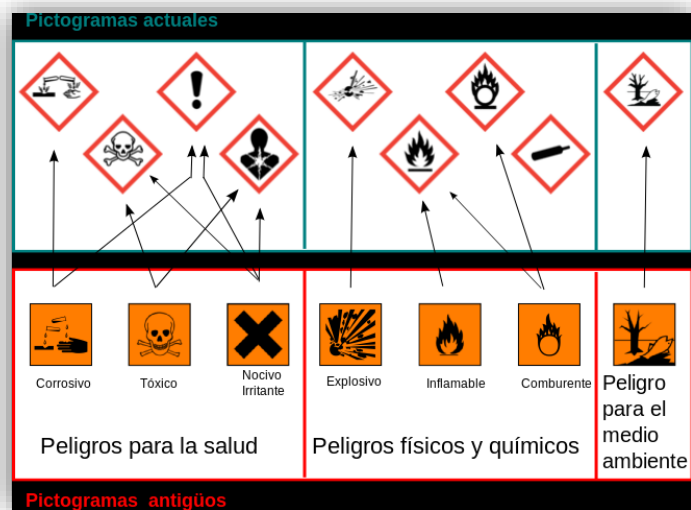 Pictogramas actuales
Corrosivo
Tóxico
Nocivo
Irritante
Explosivo
Inflamable
Comburente
Peligro
para el
medio
ambiente
Peligros para la salud
Peligros físicos y químicos
Pictogramas antigüos